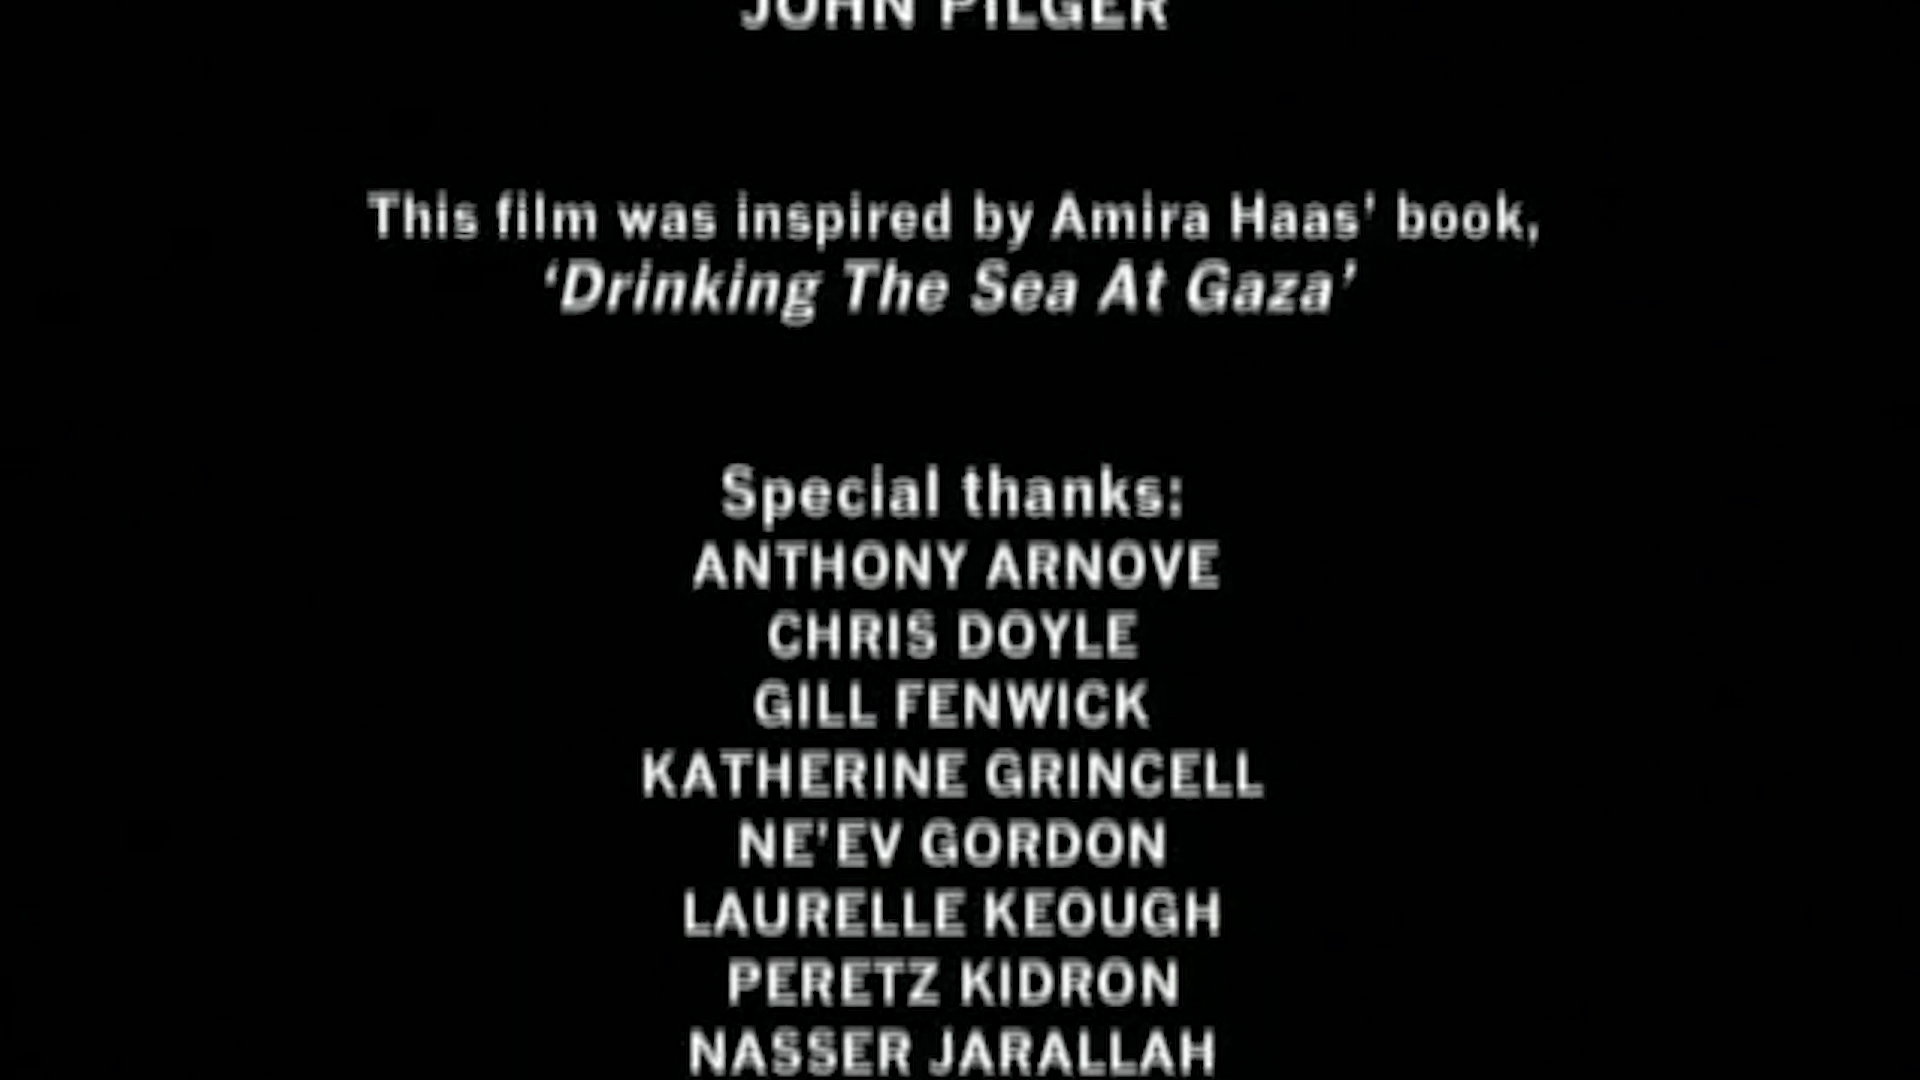 JOHN PILGER
This film was inspired by Amira Haas' book,
‘Drinking The Sea At Gaza’
Special thanks:
ANTHONY ARNOVE
CHRIS DOYLE
GILL FENWICK
KATHERINE GRINCELL
NE'EV GORDON
LAURELLE KEOUGH
PERETZ KIDRON
NASSER JARALLAH